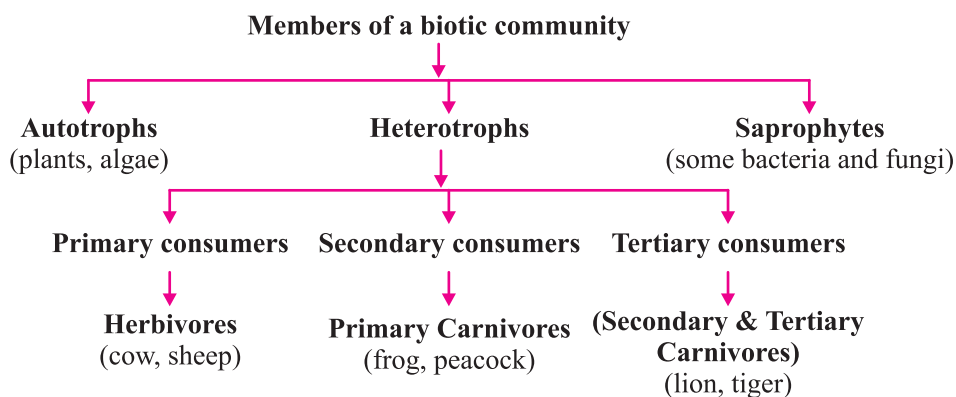 Members of a biotic community
Autotrophs
(plants, algae)
Heterotrophs
Saprophytes
(some bacteria and fungi)
Primary consumers
Secondary consumers
Tertiary consumers
Herbivores
(cow, sheep)
Primary Carnivores
(frog, peacock)
(Secondary & Tertiary
Carnivores)
(lion, tiger)